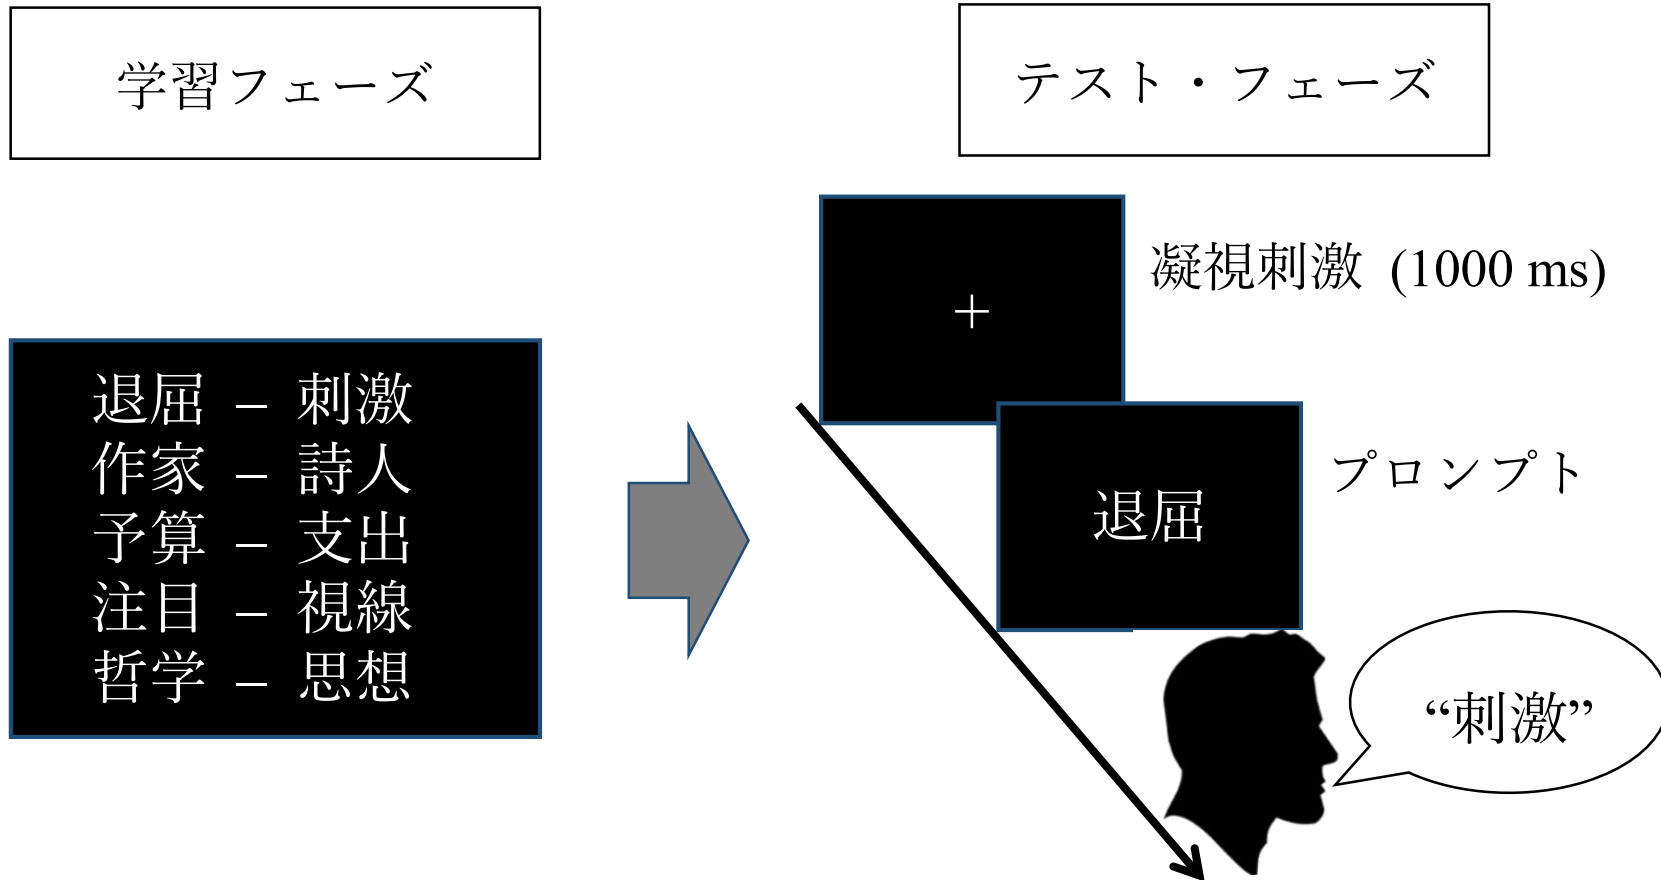 学習フェーズ
退屈 – 刺激
作家 – 詩人
予算 – 支出
注目 – 視線
哲学 – 思想
テスト・フェーズ
+
凝視刺激 (1000 ms)
退屈
プロンプト
“刺激”